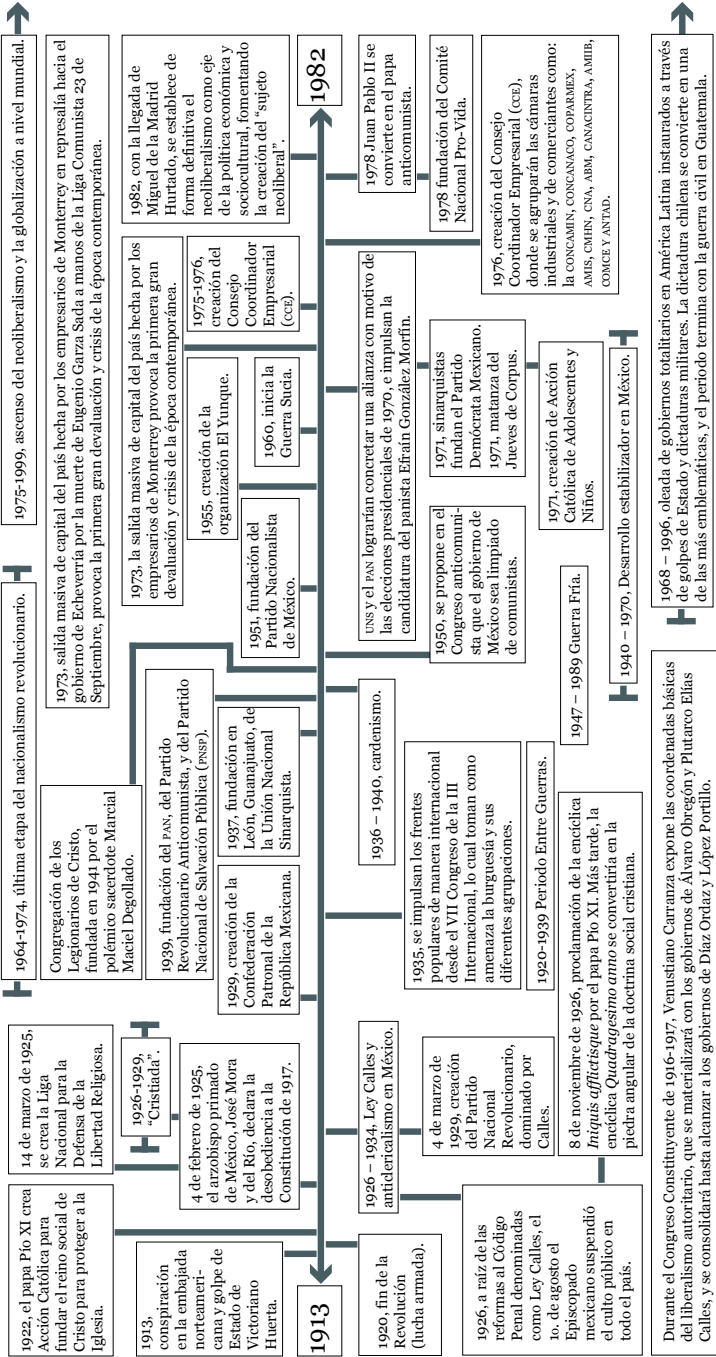 1964-1974, última etapa del nacionalismo revolucionario.
1975-1999, ascenso del neoliberalismo y la globalización a nivel mundial.
1922, el papa Pío XI crea
Acción Católica para
fundar el reino social de
Cristo para proteger a la
Iglesia.
14 de marzo de 1925,
se crea la Liga
Nacional para la
Defensa de la
Libertad Religiosa.
Congregación de los
Legionarios de Cristo,
fundada en 1941 por el
polémico sacerdote Marcial
Maciel Degollado.
1973, salida masiva de capital del país hecha por los empresarios de Monterrey en represalía hacia el
gobierno de Echeverría por la muerte de Eugenio Garza Sada a manos de la Liga Comunista 23 de
Septiembre, provoca la primera gran devaluación y crisis de la época contemporánea.
1926-1929,
“Cristiada”.
1939, fundación del PAN, del Partido
Revolucionario Anticomunista, y del Partido
Nacional de Salvación Pública (PNSP).
1973, la salida masiva de capital del país hecha por los
empresarios de Monterrey provoca la primera gran
devaluación y crisis de la época contemporánea.
1982, con la llegada de
Miguel de la Madrid
Hurtado, se establece de
forma definitiva el
neoliberalismo como eje
de la política económica y
sociocultural, fomentando
la creación del “sujeto
neoliberal”.
1913,
conspiración
en la embajada
norteameri-
cana y golpe de
Estado de
Victoriano
Huerta.
4 de febrero de 1925,
el arzobispo primado
de México, José Mora
y del Río, declara la
desobediencia a la
Constitución de 1917.
1929, creación de la
Confederación
Patronal de la
República Mexicana.
1937, fundación en
León, Guanajuato, de
la Unión Nacional
Sinarquista.
1951, fundación del
Partido Nacionalista
de México.
1955, creación de la
organización El Yunque.
1960, inicia la
Guerra Sucia.
1975-1976,
creación del
Consejo
Coordinador
Empresarial
(CCE).
1913
1982
1920, fin de la
Revolución
(lucha armada).
1926 – 1934, Ley Calles y
anticlericalismo en México.
1936 – 1940, cardenismo.
UNS y el PAN lograrían concretar una alianza con motivo de
las elecciones presidenciales de 1970, e impulsan la
candidatura del panista Efraín González Morfín.
1978 Juan Pablo II se
convierte en el papa
anticomunista.
4 de marzo de
1929, creación
del Partido
Nacional
Revolucionario,
dominado por
Calles.
1935, se impulsan los frentes
populares de manera internacional
desde el VII Congreso de la III
Internacional, lo cual toman como
amenaza la burguesía y sus
diferentes agrupaciones.
1950, se propone en el
Congreso anticomuni-
sta que el gobierno de
México sea limpiado
de comunistas.
1971, sinarquistas
fundan el Partido
Demócrata Mexicano.
1971, matanza del
Jueves de Corpus.
1978 fundación del Comité
Nacional Pro-Vida.
1926, a raíz de las
reformas al Código
Penal denominadas
como Ley Calles, el
1o. de agosto el
Episcopado
mexicano suspendió
el culto público en
todo el país.
1920-1939 Periodo Entre Guerras.
1971, creación de Acción
Católica de Adolescentes y
Niños.
1976, creación del Consejo
Coordinador Empresarial (CCE),
donde se agruparán las cámaras
industriales y de comerciantes como:
la CONCAMIN, CONCANACO, COPARMEX,
AMIS, CMHN, CNA, ABM, CANACINTRA, AMIIB,
COMCE Y ANTAD.
8 de noviembre de 1926, proclamación de la encíclica
Iniquis afflictisque por el papa Pío XI. Más tarde, la
encíclica Quadragesimo anno se convertiría en la
piedra angular de la doctrina social cristiana.
1947 – 1989 Guerra Fría.
1940 – 1970, Desarrollo estabilizador en México.
Durante el Congreso Constituyente de 1916-1917, Venustiano Carranza expone las coordenadas básicas
del liberalismo autoritario, que se materializará con los gobiernos de Álvaro Obregón y Plutarco Elías
Calles, y se consolidará hasta alcanzar a los gobiernos de Díaz Ordaz y López Portillo.
1968 – 1996, oleada de gobiernos totalitarios en América Latina instaurados a través
de golpes de Estado y dictaduras militares. La dictadura chilena se convierte en una
de las más emblemáticas, y el periodo termina con la guerra civil en Guatemala.